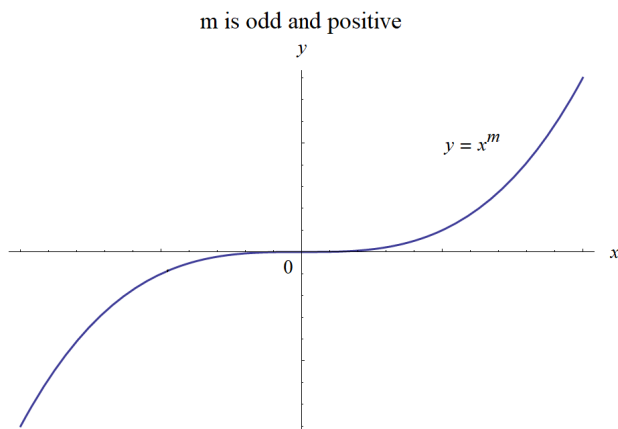 m is odd and positive
y
y = x^m
x
0